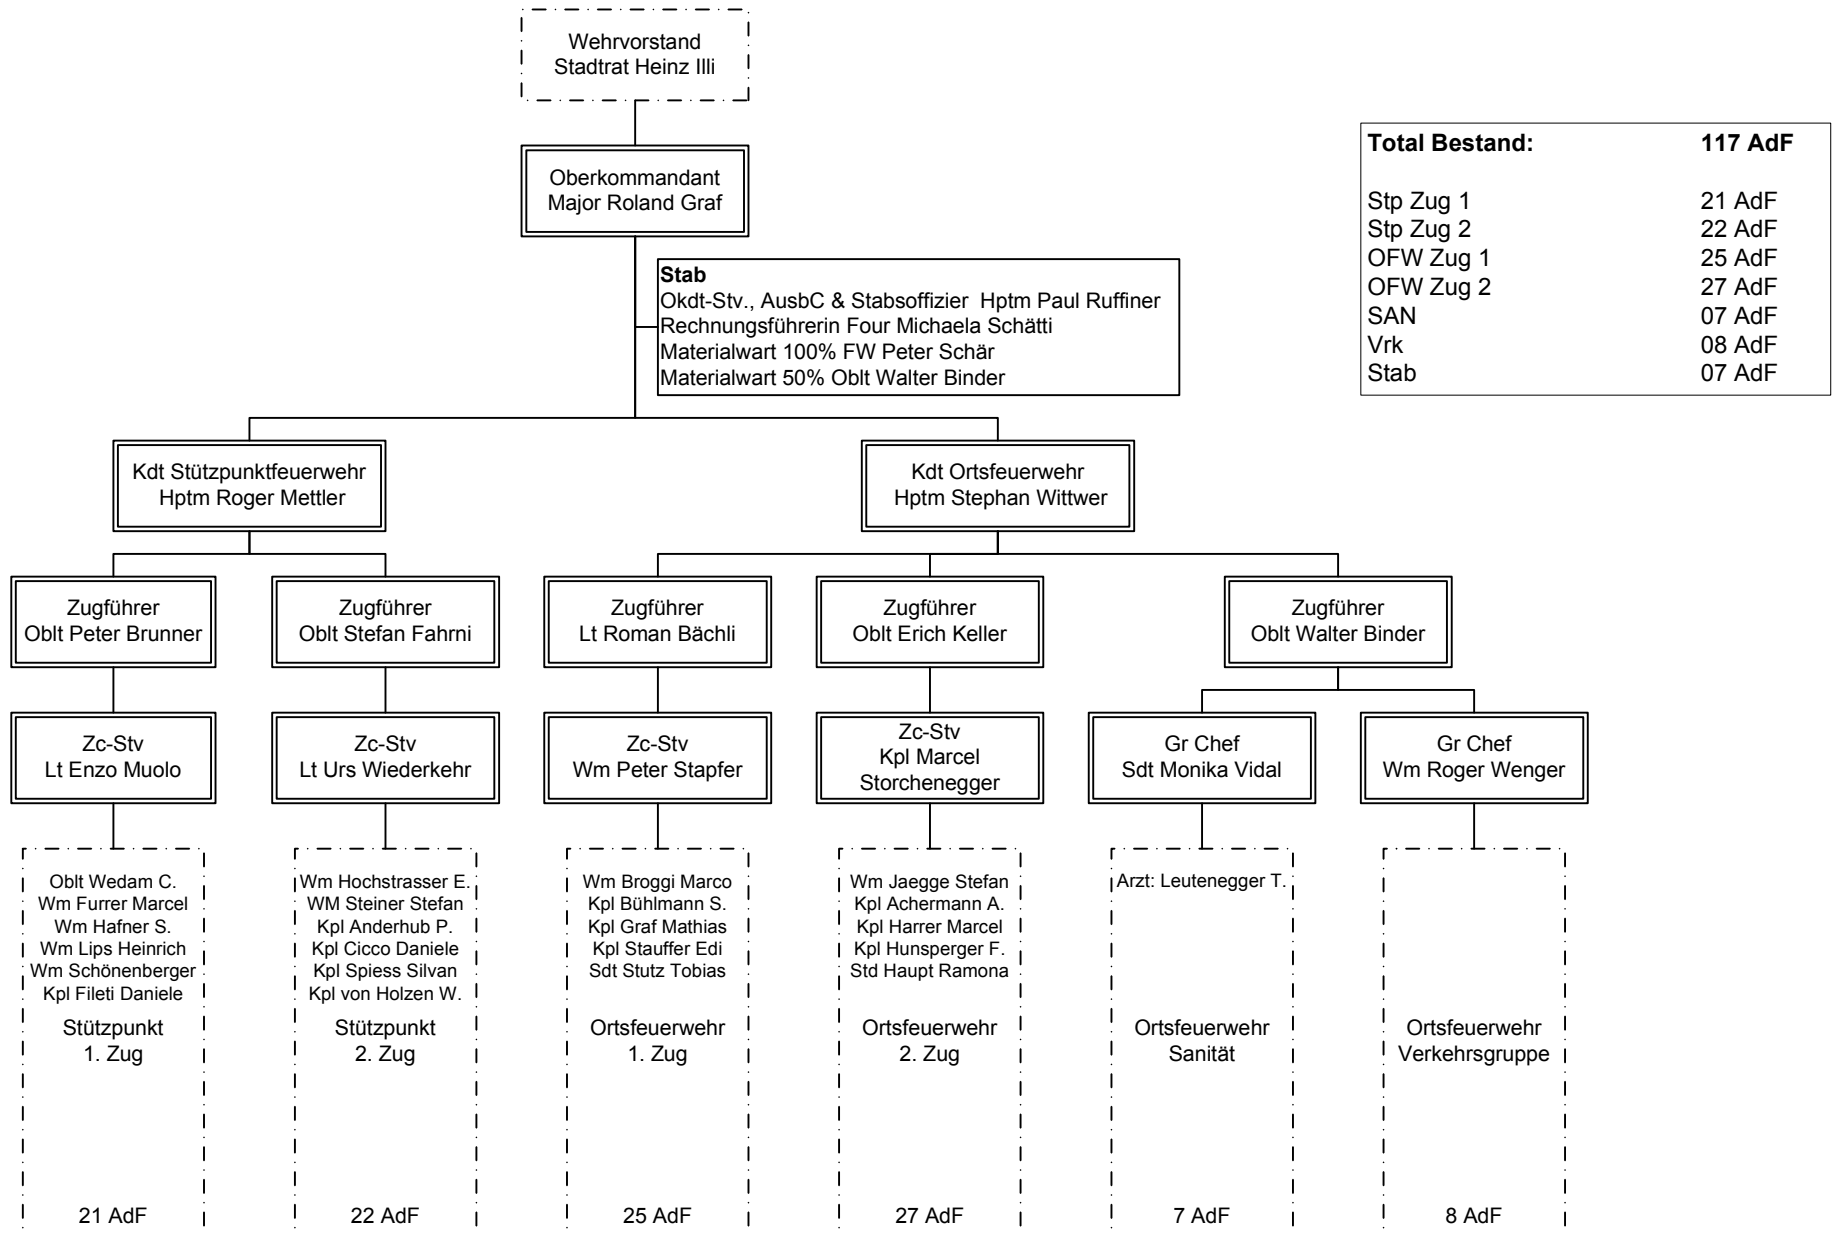 Wehrvorstand
Stadtrat Heinz Illi
Oberkommandant
Major Roland Graf
Total Bestand: 117 AdF
Stp Zug 1 21 AdF
Stp Zug 2 22 AdF
OFW Zug 1 25 AdF
OFW Zug 2 27 AdF
SAN 07 AdF
Vrk 08 AdF
Stab 07 AdF
Stab
Okdt-Stv., AusbC & Stabsoffizier Hptm Paul Ruffiner
Rechnungsführerin Four Michaela Schätti
Materialwart 100% FW Peter Schär
Materialwart 50% Oblt Walter Binder
Kdt Stützpunktfeuerwehr
Hptm Roger Mettler
Kdt Ortsfeuerwehr
Hptm Stephan Wittwer
Zugführer
Oblt Peter Brunner
Zugführer
Oblt Stefan Fahrni
Zugführer
Lt Roman Bächli
Zugführer
Oblt Erich Keller
Zugführer
Oblt Walter Binder
Zc-Stv
Lt Enzo Muolo
Zc-Stv
Lt Urs Wiederkehr
Zc-Stv
Wm Peter Stapfer
Zc-Stv
Kpl Marcel
Storchenegger
Gr Chef
Sdt Monika Vidal
Gr Chef
Wm Roger Wenger
Oblt Wedam C.
Wm Furrer Marcel
Wm Hafner S.
Wm Lips Heinrich
Wm Schönenberger
Kpl Fileti Daniele
Stützpunkt
1. Zug
21 AdF
Wm Hochstrasser E.
WM Steiner Stefan
Kpl Anderhub P.
Kpl Cicco Daniele
Kpl Spiess Silvan
Kpl von Holzen W.
Stützpunkt
2. Zug
22 AdF
Wm Broggi Marco
Kpl Bühlmann S.
Kpl Graf Mathias
Kpl Stauffer Edi
Sdt Stutz Tobias
Ortsfeuerwehr
1. Zug
25 AdF
Wm Jaegge Stefan
Kpl Achermann A.
Kpl Harrer Marcel
Kpl Hunsperger F.
Std Haupt Ramona
Ortsfeuerwehr
2. Zug
27 AdF
Arzt: Leutenegger T.
Ortsfeuerwehr
Sanität
7 AdF
Ortsfeuerwehr
Verkehrsgruppe
8 AdF